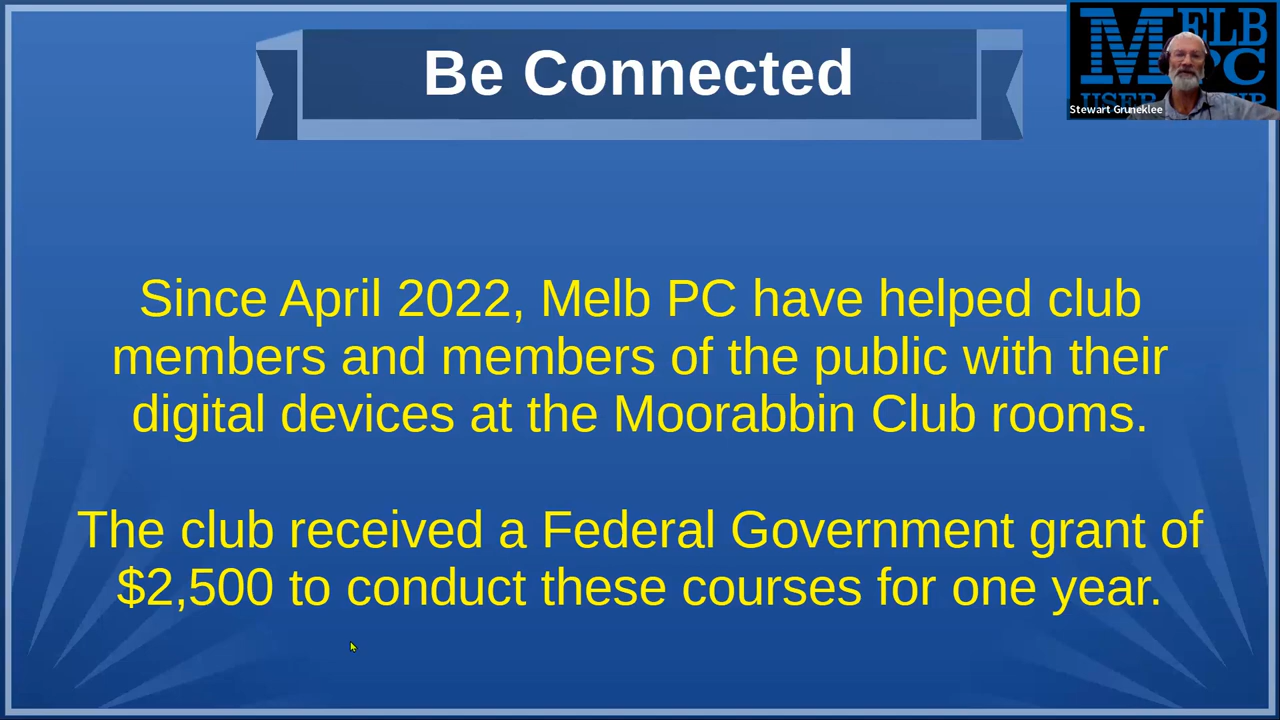 Be Connected
MELB
PC
Stewart Gruneklee
Since April 2022, Melb PC have helped club
members and members of the public with their
digital devices at the Moorabbin Club rooms.
The club received a Federal Government grant of
$2,500 to conduct these courses for one year.